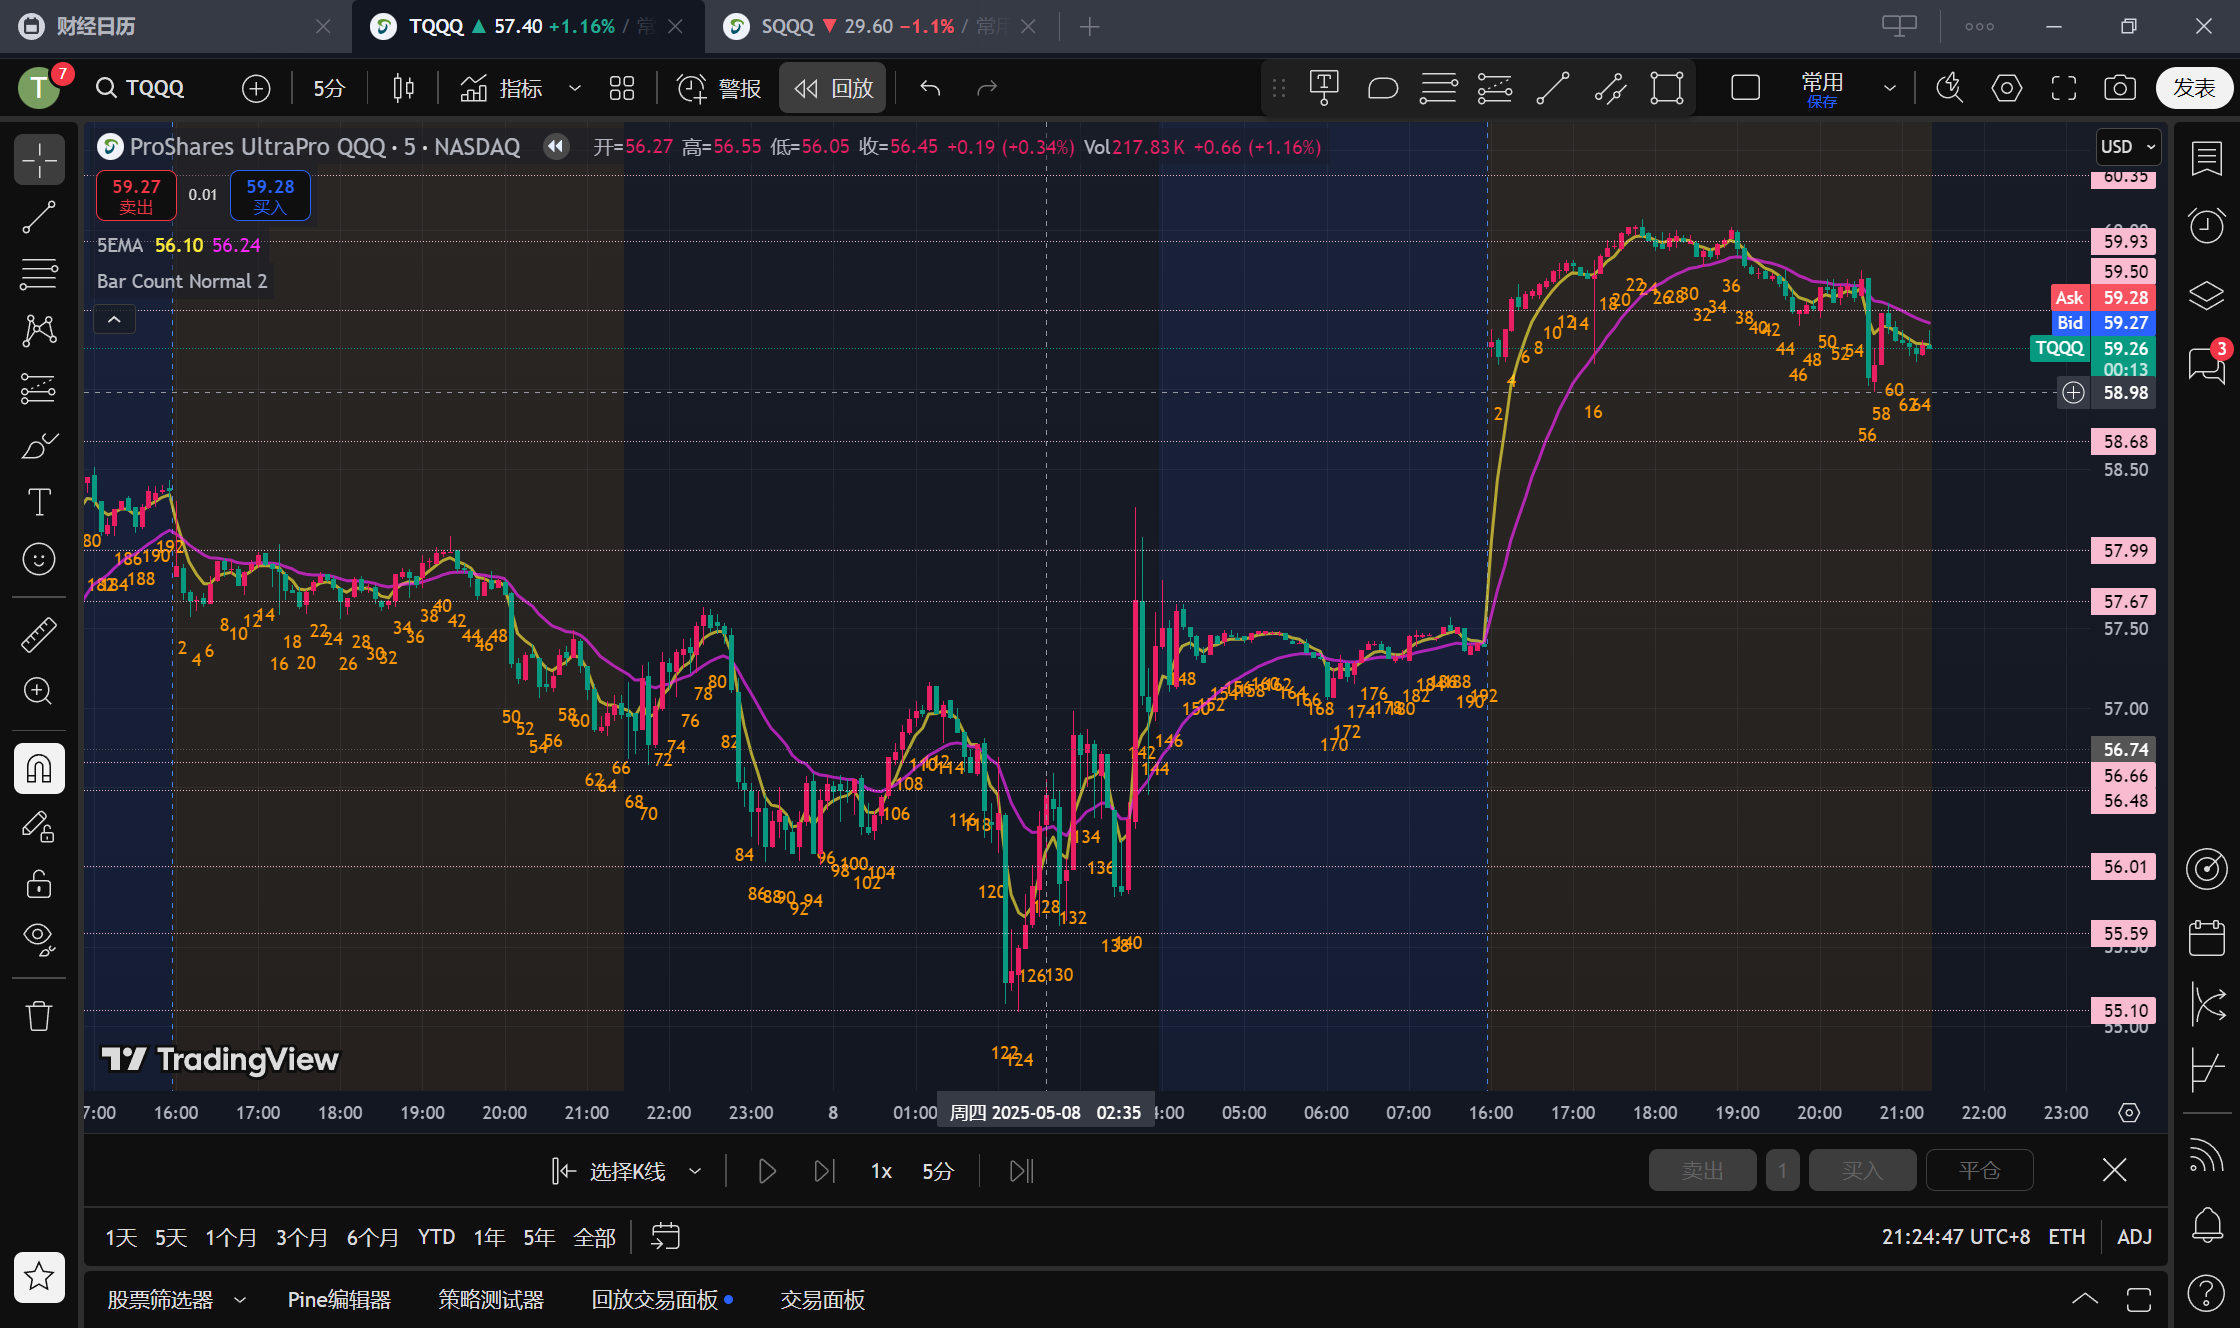 财经日历
TQQQ 57.40 +1.16% / 常
SQQQ 29.60 −1.1% / 常用
T 7 TQQQ 5分 指标 警报 回放 常用 保存 发表
ProShares UltraPro QQQ · 5 · NASDAQ 开=56.27 高=56.55 低=56.05 收=56.45 +0.19 (+0.34%) Vol217.83 K +0.66 (+1.16%)
USD
59.27 卖出 0.01 59.28 买入
5EMA 56.10 56.24
Bar Count Normal 2
60.35
59.93
59.50
Ask 59.28
Bid 59.27
TQQQ 59.26
00:13
58.98
58.68
58.50
57.99
57.67
57.50
57.00
56.74
56.66
56.48
56.01
55.59
55.10
55.00
3
80 182 184 186 188 190 192
2 4 6 8 10 12 14 16 18 20 22 24 26 28 30 32 34 36 38 40 42 44 46 48 50 52 54 56 58 60 62 64 66 68 70 72 74 76 78 80 82 84 86 88 90 92 94 96 98 100 102 104 106 108 110 112 114 116 118 120 122 124 126 128 130 132 134 136 138 140 142 144 146 148 150 152 154 156 158 160 162 164 166 168 170 172 174 176 178 180 182 184 186 188 190 192
2 4 6 8 10 12 14 16 18 20 22 24 26 28 30 32 34 36 38 40 42 44 46 48 50 52 54 56 58 60 62 64
TradingView
7:00 16:00 17:00 18:00 19:00 20:00 21:00 22:00 23:00 8 01:00 周四 2025-05-08 02:35 4:00 05:00 06:00 07:00 16:00 17:00 18:00 19:00 20:00 21:00 22:00 23:00
选择K线 1x 5分 卖出 1 买入 平仓
1天 5天 1个月 3个月 6个月 YTD 1年 5年 全部 21:24:47 UTC+8 ETH ADJ
股票筛选器 Pine编辑器 策略测试器 回放交易面板 交易面板